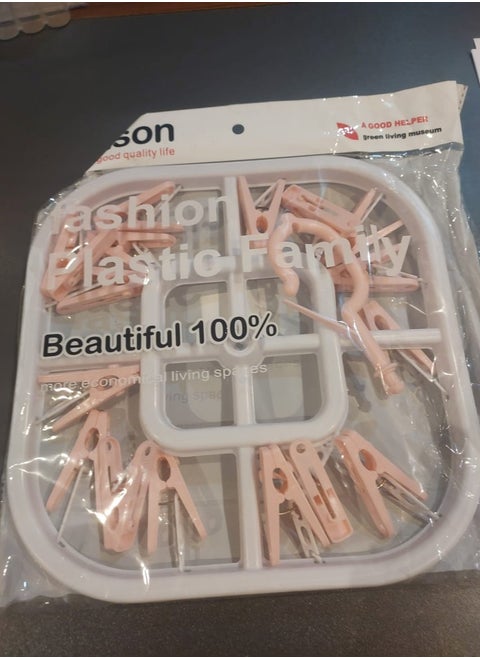 son
good quality life
A GOOD HELPER
green living museum
fashion
Plastic Family
Beautiful 100%
more economical living spaces